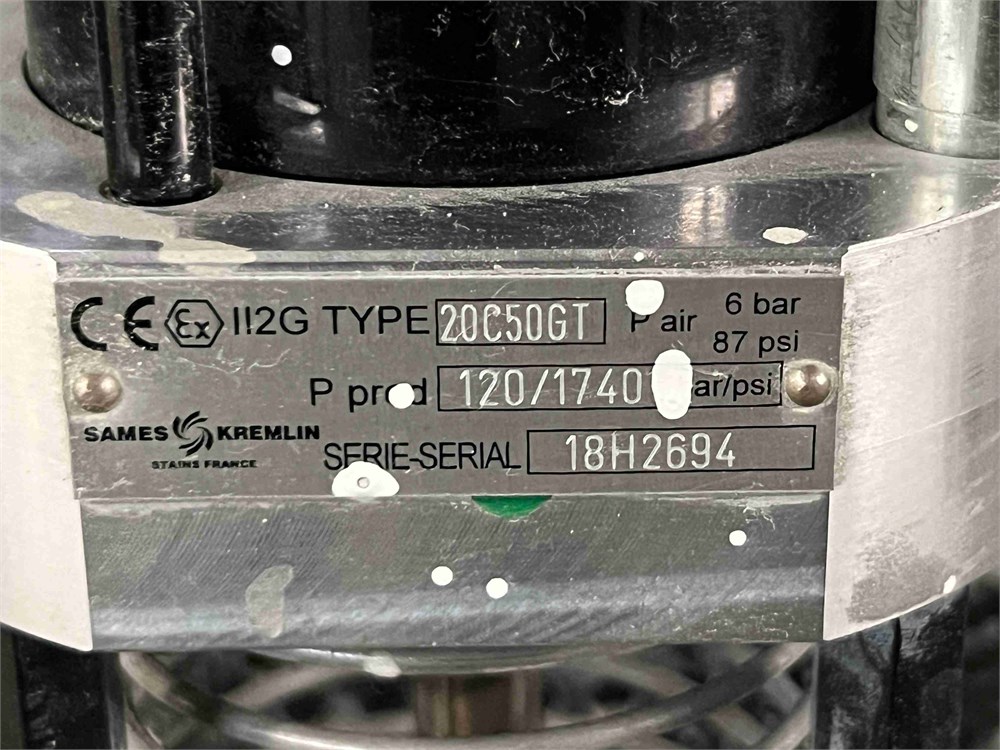 CE Ex II2G TYPE 20C50GT P air 6 bar
87 psi
P prod 120/1740 bar/psi
SAMES KREMLIN
STAINS FRANCE
SERIE-SERIAL 18H2694